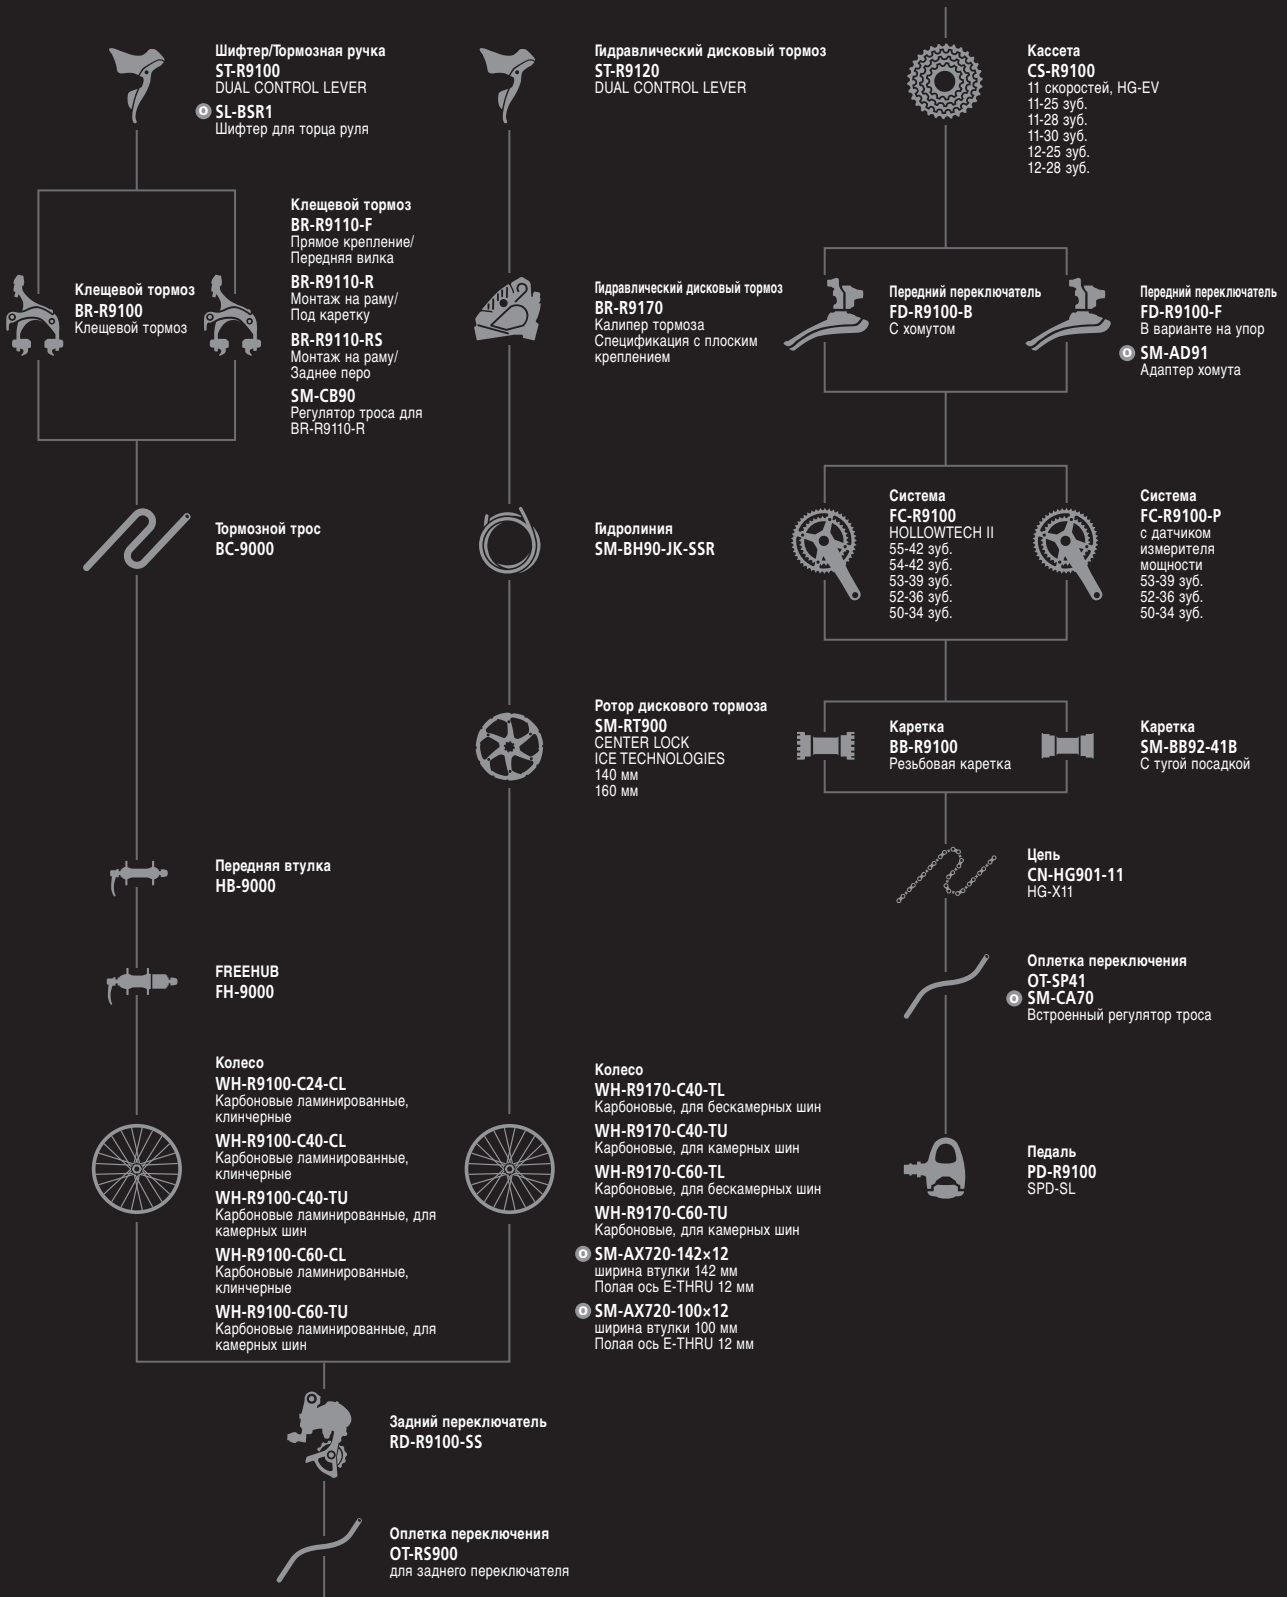 Шифтер/Тормозная ручка
ST-R9100
DUAL CONTROL LEVER
O SL-BSR1
Шифтер для торца руля
Клещевой тормоз
BR-R9100
Клещевой тормоз
Клещевой тормоз
BR-R9110-F
Прямое крепление/
Передняя вилка
BR-R9110-R
Монтаж на раму/
Под каретку
BR-R9110-RS
Монтаж на раму/
Заднее перо
SM-CB90
Регулятор троса для
BR-R9110-R
Тормозной трос
BC-9000
Передняя втулка
HB-9000
FREEHUB
FH-9000
Колесо
WH-R9100-C24-CL
Карбоновые ламинированные,
клинчерные
WH-R9100-C40-CL
Карбоновые ламинированные,
клинчерные
WH-R9100-C40-TU
Карбоновые ламинированные, для
камерных шин
WH-R9100-C60-CL
Карбоновые ламинированные,
клинчерные
WH-R9100-C60-TU
Карбоновые ламинированные, для
камерных шин
Гидравлический дисковый тормоз
ST-R9120
DUAL CONTROL LEVER
Гидравлический дисковый тормоз
BR-R9170
Калипер тормоза
Спецификация с плоским
креплением
Гидролиния
SM-BH90-JK-SSR
Ротор дискового тормоза
SM-RT900
CENTER LOCK
ICE TECHNOLOGIES
140 мм
160 мм
Колесо
WH-R9170-C40-TL
Карбоновые, для бескамерных шин
WH-R9170-C40-TU
Карбоновые, для камерных шин
WH-R9170-C60-TL
Карбоновые, для бескамерных шин
WH-R9170-C60-TU
Карбоновые, для камерных шин
O SM-AX720-142×12
ширина втулки 142 мм
Полая ось E-THRU 12 мм
O SM-AX720-100×12
ширина втулки 100 мм
Полая ось E-THRU 12 мм
Задний переключатель
RD-R9100-SS
Оплетка переключения
OT-RS900
для заднего переключателя
Кассета
CS-R9100
11 скоростей, HG-EV
11-25 зуб.
11-28 зуб.
11-30 зуб.
12-25 зуб.
12-28 зуб.
Передний переключатель
FD-R9100-B
С хомутом
Передний переключатель
FD-R9100-F
В варианте на упор
O SM-AD91
Адаптер хомута
Система
FC-R9100
HOLLOWTECH II
55-42 зуб.
54-42 зуб.
53-39 зуб.
52-36 зуб.
50-34 зуб.
Система
FC-R9100-P
с датчиком
измерителя
мощности
53-39 зуб.
52-36 зуб.
50-34 зуб.
Каретка
BB-R9100
Резьбовая каретка
Каретка
SM-BB92-41B
С тугой посадкой
Цепь
CN-HG901-11
HG-X11
Оплетка переключения
OT-SP41
O SM-CA70
Встроенный регулятор троса
Педаль
PD-R9100
SPD-SL